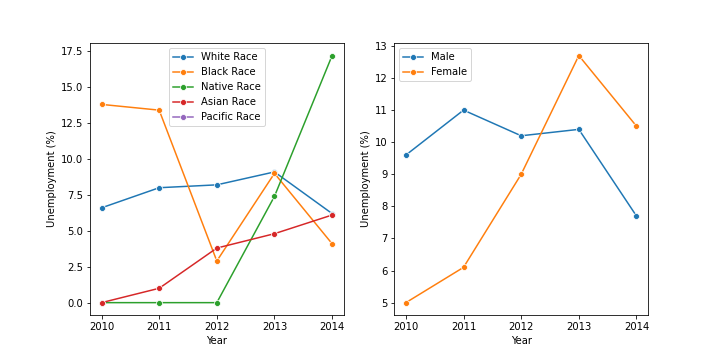 17.5
15.0
12.5
10.0
7.5
5.0
2.5
0.0
Unemployment (%)
White Race
Black Race
Native Race
Asian Race
Pacific Race
2010 2011 2012 2013 2014
Year
13
12
11
10
9
8
7
6
5
Unemployment (%)
Male
Female
2010 2011 2012 2013 2014
Year